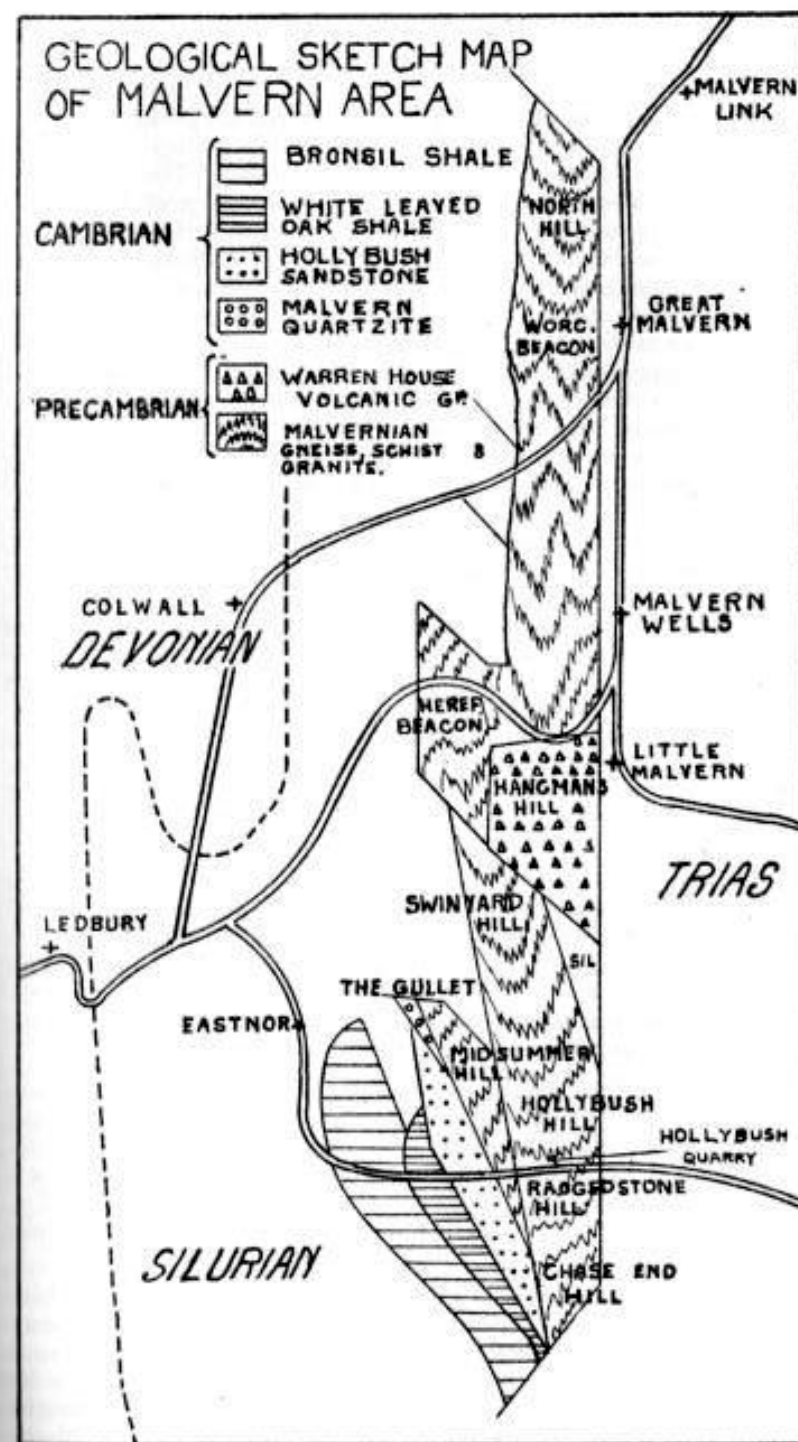 GEOLOGICAL SKETCH MAP
OF MALVERN AREA
CAMBRIAN
BRONSIL SHALE
WHITE LEAVED
OAK SHALE
HOLLYBUSH
SANDSTONE
MALVERN
QUARTZITE
PRECAMBRIAN
WARREN HOUSE
VOLCANIC GP.
MALVERNIAN
GNEISS, SCHIST &
GRANITE.
MALVERN
LINK
NORTH
HILL
GREAT
MALVERN
WORC.
BEACON
COLWALL
DEVONIAN
MALVERN
WELLS
HEREF.
BEACON
LITTLE
MALVERN
HANGMANS
HILL
TRIAS
SWINYARD
HILL
LEDBURY
SIL
THE GULLET
EASTNOR
MIDSUMMER
HILL
HOLLYBUSH
HILL
HOLLYBUSH
QUARRY
RAGGEDSTONE
HILL
SILURIAN
CHASE END
HILL